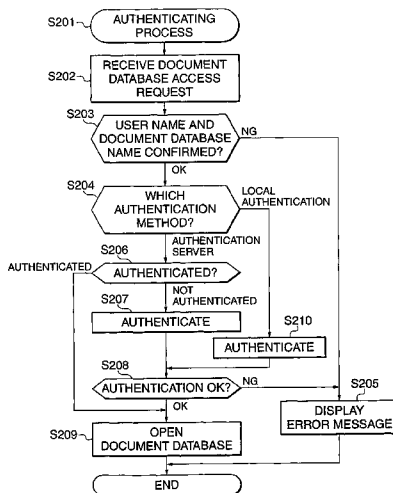 S201
AUTHENTICATING
PROCESS
S202
RECEIVE DOCUMENT
DATABASE ACCESS
REQUEST
S203
USER NAME AND
DOCUMENT DATABASE
NAME CONFIRMED?
NG
OK
S204
WHICH
AUTHENTICATION
METHOD?
LOCAL
AUTHENTICATION
AUTHENTICATION
SERVER
S206
AUTHENTICATED
AUTHENTICATED?
NOT
AUTHENTICATED
S207
AUTHENTICATE
S210
AUTHENTICATE
S208
AUTHENTICATION OK?
NG
OK
S205
DISPLAY
ERROR MESSAGE
S209
OPEN
DOCUMENT DATABASE
END